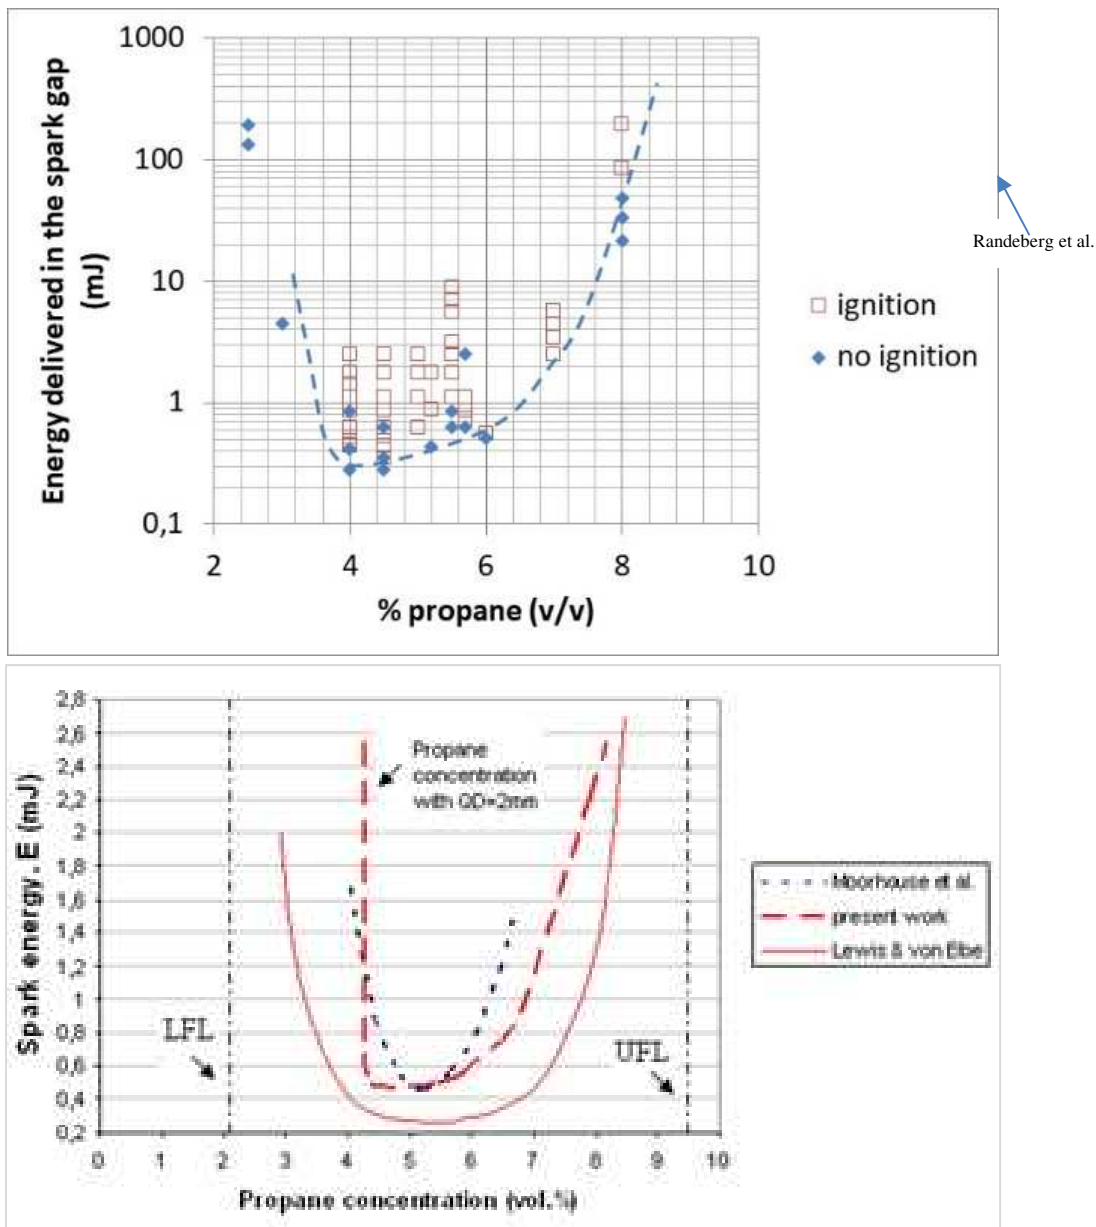 1000
100
10
1
0,1
Energy delivered in the spark gap
(mJ)
2 4 6 8 10
% propane (v/v)
ignition
no ignition
Randeberg et al.
2,8
2,6
2,4
2,2
2
1,8
1,6
1,4
1,2
1
0,8
0,6
0,4
0,2
Spark energy, E (mJ)
Propane
concentration
with QD=2mm
LFL
UFL
0 1 2 3 4 5 6 7 8 9 10
Propane concentration (vol.%)
Moorhouse et al.
present work
Lewis & von Elbe